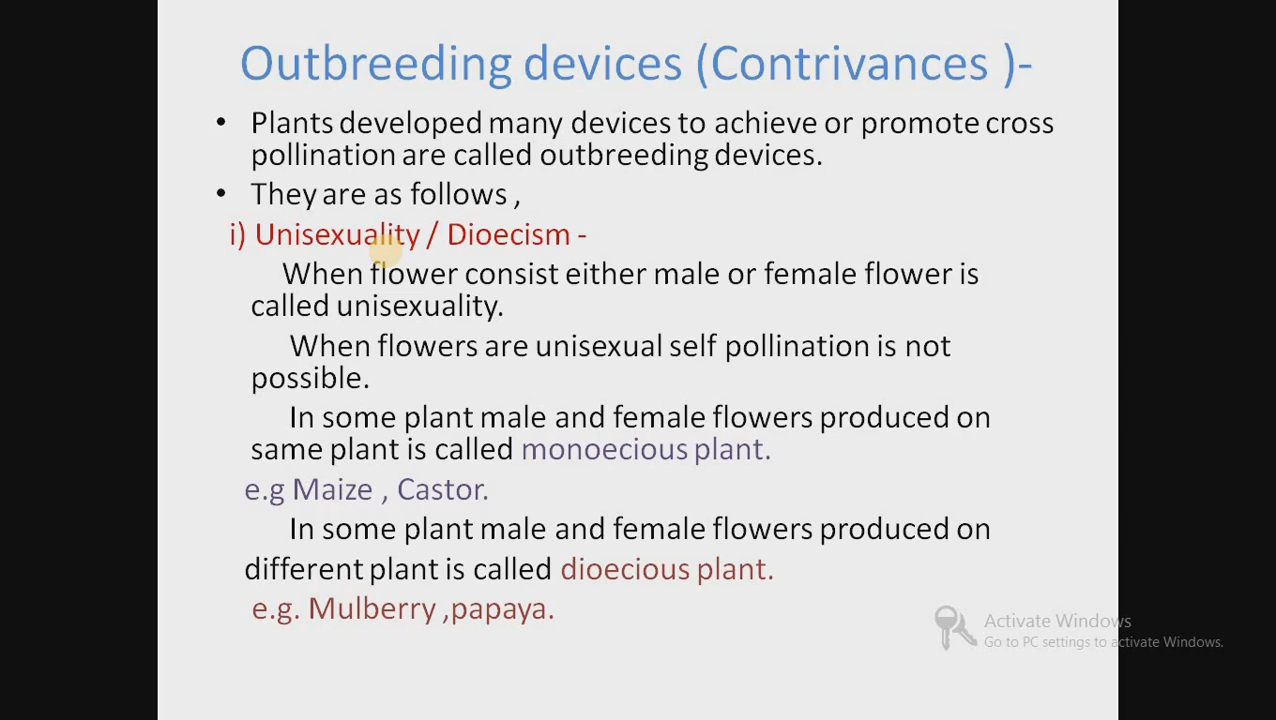 Outbreeding devices (Contrivances )-
• Plants developed many devices to achieve or promote cross
pollination are called outbreeding devices.
• They are as follows ,
i) Unisexuality / Dioecism -
When flower consist either male or female flower is
called unisexuality.
When flowers are unisexual self pollination is not
possible.
In some plant male and female flowers produced on
same plant is called monoecious plant.
e.g Maize , Castor.
In some plant male and female flowers produced on
different plant is called dioecious plant.
e.g. Mulberry ,papaya.
Activate Windows
Go to PC settings to activate Windows.